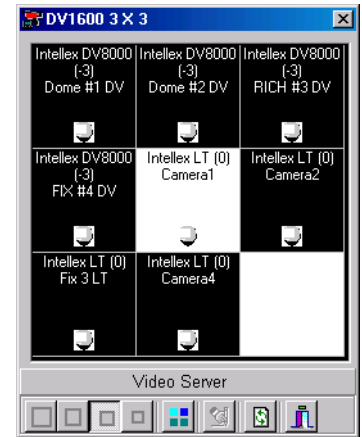 DV1600 3 X 3
Intellex DV8000 (-3) Dome #1 DV
Intellex DV8000 (-3) Dome #2 DV
Intellex DV8000 (-3) RICH #3 DV
Intellex DV8000 (-3) FIX #4 DV
Intellex LT (0) Camera1
Intellex LT (0) Camera2
Intellex LT (0) Fix 3 LT
Intellex LT (0) Camera4
Video Server